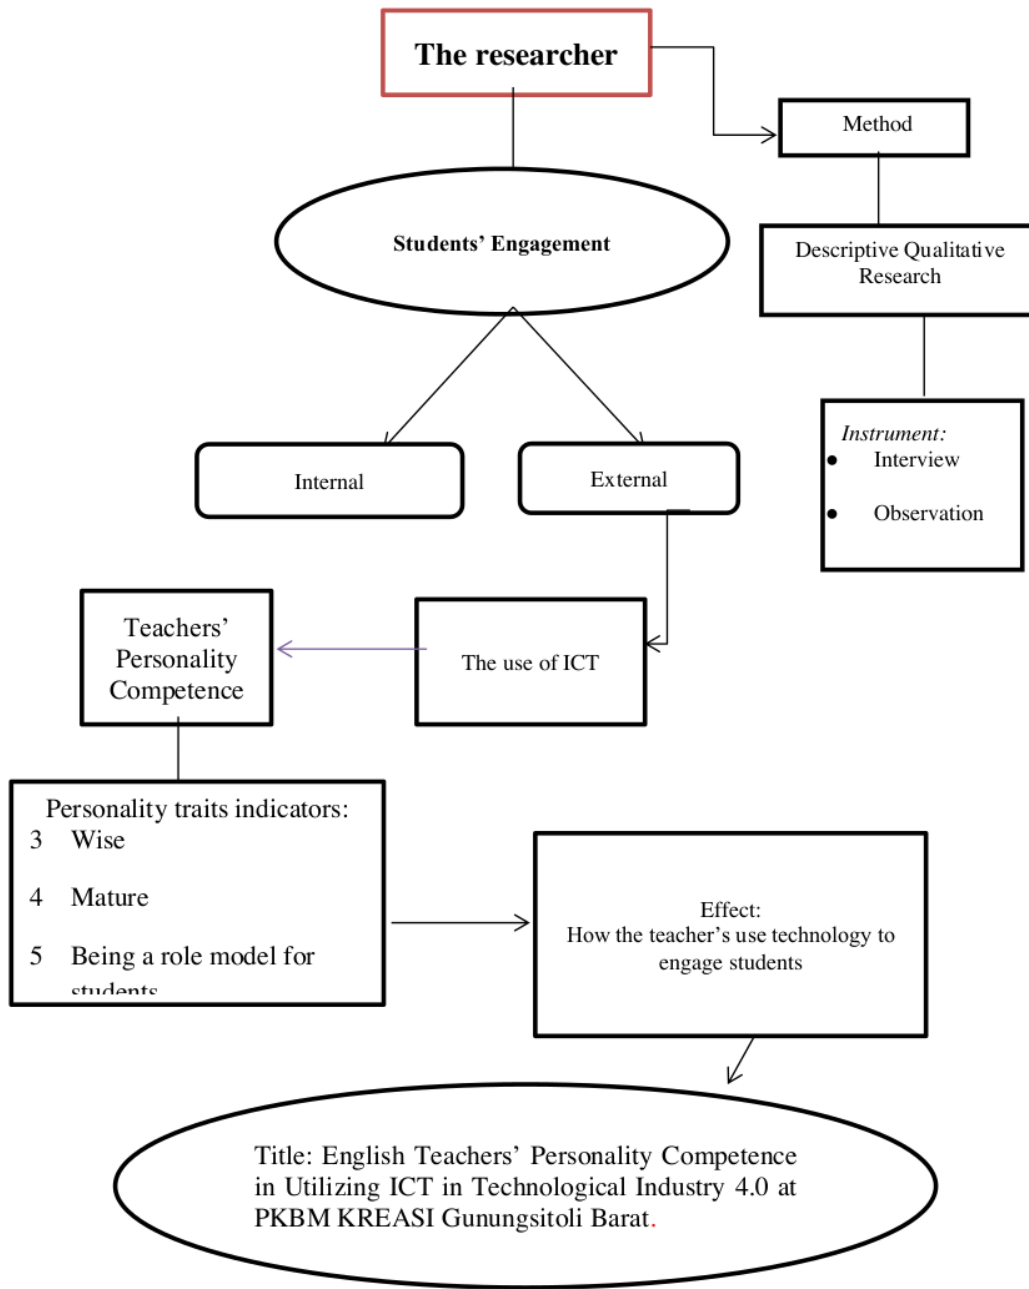 The researcher
Method
Students’ Engagement
Descriptive Qualitative
Research
Instrument:
● Interview
● Observation
Internal
External
Teachers’
Personality
Competence
The use of ICT
Personality traits indicators:
3 Wise
4 Mature
5 Being a role model for
students
Effect:
How the teacher’s use technology to
engage students
Title: English Teachers’ Personality Competence
in Utilizing ICT in Technological Industry 4.0 at
PKBM KREASI Gunungsitoli Barat.